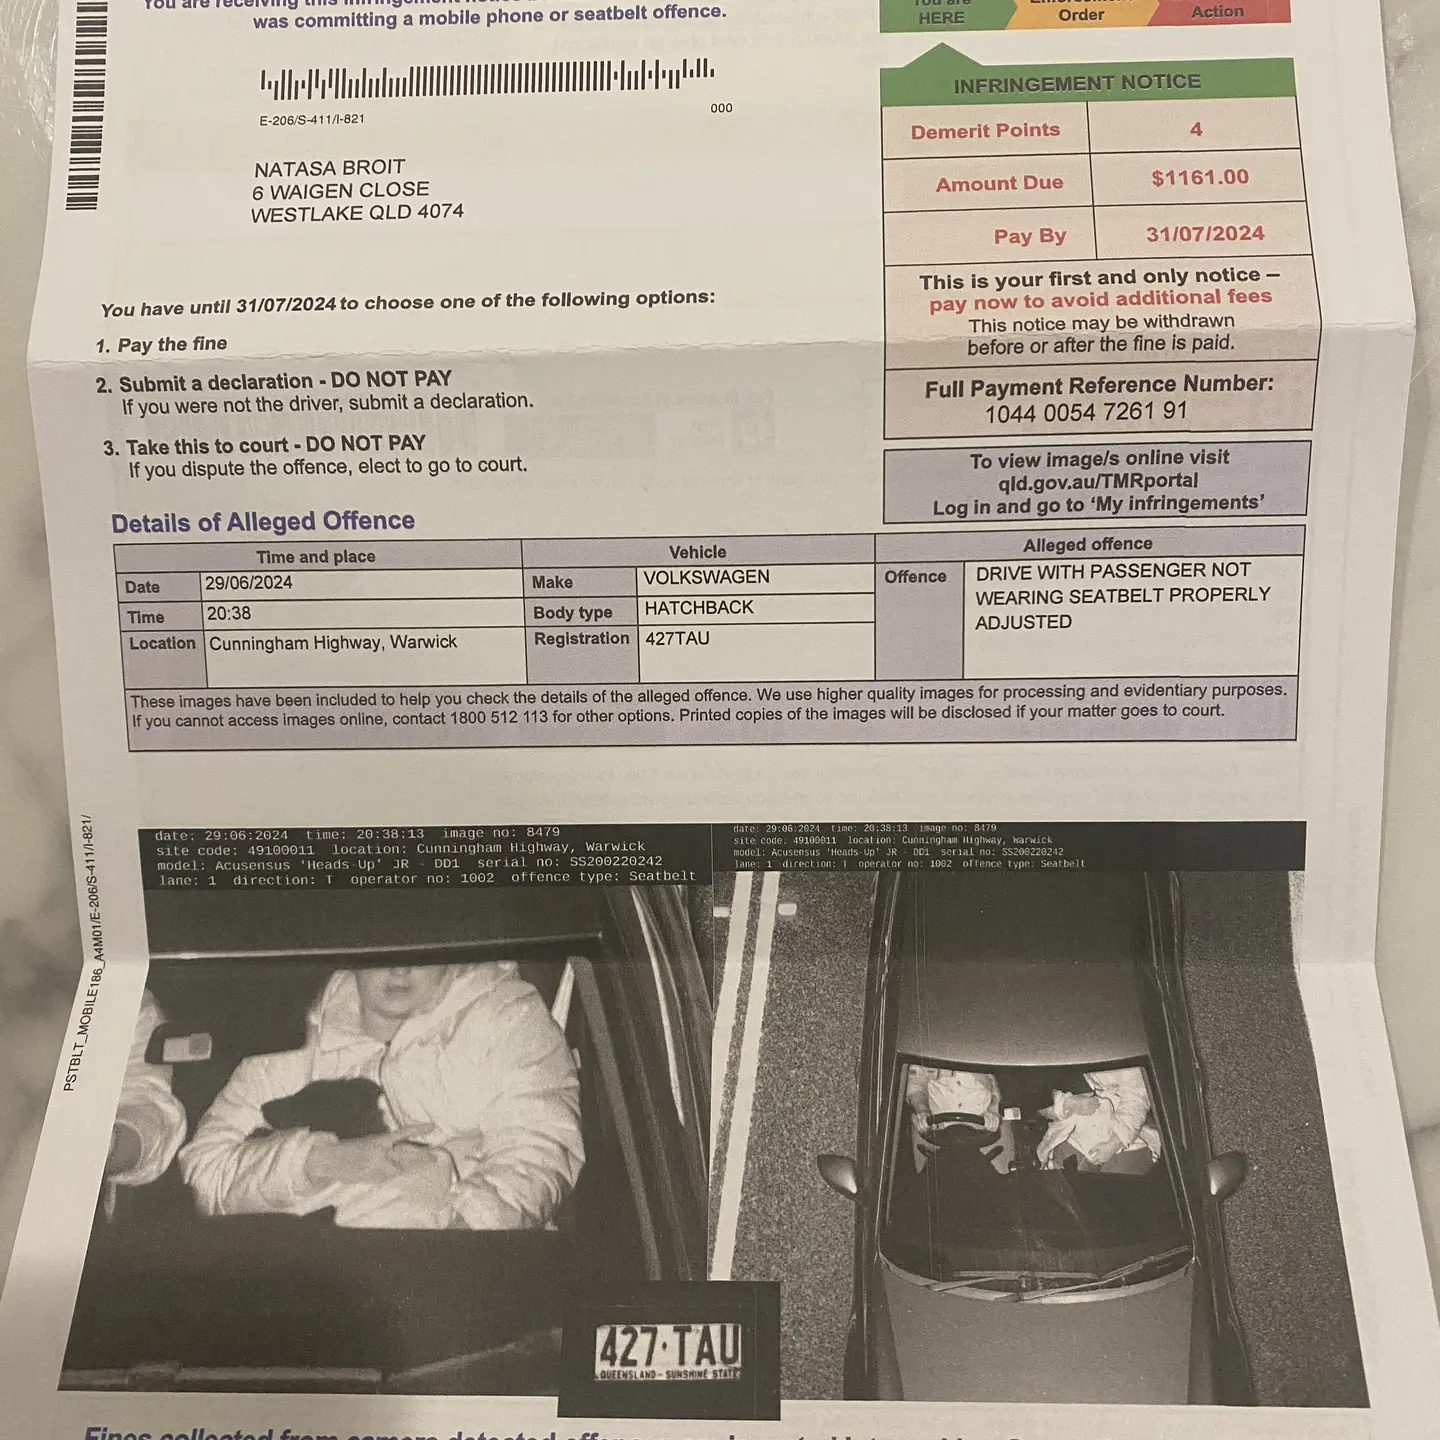 You are receiving this infringement
was committing a mobile phone or seatbelt offence.
You are
HERE
Order
Action
E-206/S-411/I-821
000
NATASA BROIT
6 WAIGEN CLOSE
WESTLAKE QLD 4074
INFRINGEMENT NOTICE
Demerit Points 4
Amount Due $1161.00
Pay By 31/07/2024
This is your first and only notice –
pay now to avoid additional fees
This notice may be withdrawn
before or after the fine is paid.
Full Payment Reference Number:
1044 0054 7261 91
To view image/s online visit
qld.gov.au/TMRportal
Log in and go to ‘My infringements’
You have until 31/07/2024 to choose one of the following options:
1. Pay the fine
2. Submit a declaration - DO NOT PAY
If you were not the driver, submit a declaration.
3. Take this to court - DO NOT PAY
If you dispute the offence, elect to go to court.
Details of Alleged Offence
Time and place Vehicle Alleged offence
Date 29/06/2024 Make VOLKSWAGEN Offence DRIVE WITH PASSENGER NOT
WEARING SEATBELT PROPERLY
ADJUSTED
Time 20:38 Body type HATCHBACK
Location Cunningham Highway, Warwick Registration 427TAU
These images have been included to help you check the details of the alleged offence. We use higher quality images for processing and evidentiary purposes.
If you cannot access images online, contact 1800 512 113 for other options. Printed copies of the images will be disclosed if your matter goes to court.
PSTBLT_MOBILE186_A4M01/E-206/S-411/I-821/
date: 29:06:2024 time: 20:38:13 image no: 8479
site code: 49100011 location: Cunningham Highway, Warwick
model: Acusensus 'Heads-Up' JR - DD1 serial no: SS200220242
lane: 1 direction: T operator no: 1002 offence type: Seatbelt
date: 29:06:2024 time: 20:38:13 image no: 8479
site code: 49100011 location: Cunningham Highway, Warwick
model: Acusensus 'Heads-Up' JR - DD1 serial no: SS200220242
lane: 1 direction: T operator no: 1002 offence type: Seatbelt
427·TAU
QUEENSLAND - SUNSHINE STATE
Fines collected from camera detected